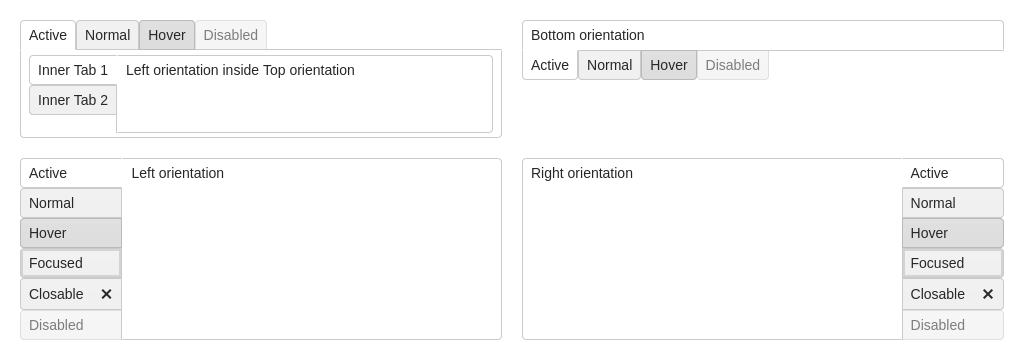 Active Normal Hover Disabled
Inner Tab 1 Left orientation inside Top orientation
Inner Tab 2
Bottom orientation
Active Normal Hover Disabled
Active Left orientation
Normal
Hover
Focused
Closable ✕
Disabled
Right orientation Active
Normal
Hover
Focused
Closable ✕
Disabled